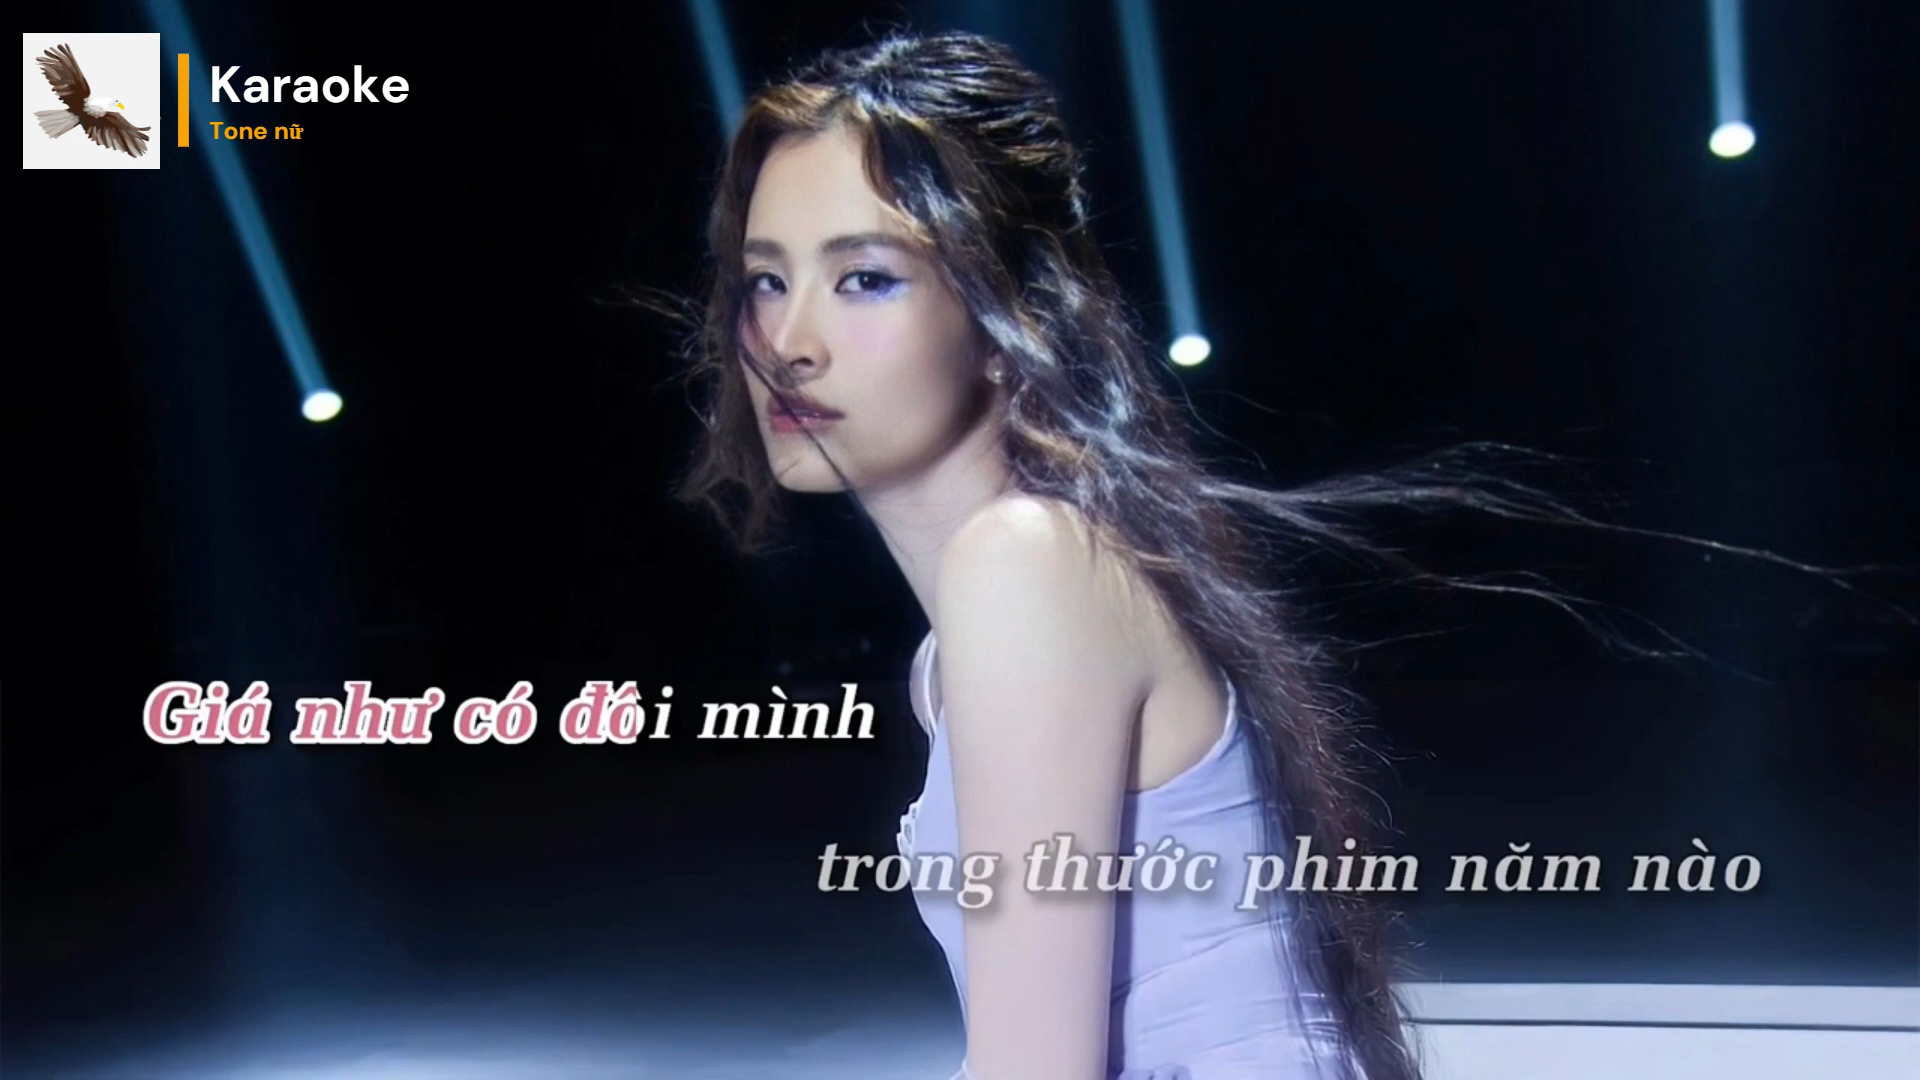 Karaoke
Tone nữ
Giá như có đôi mình
trong thước phim năm nào